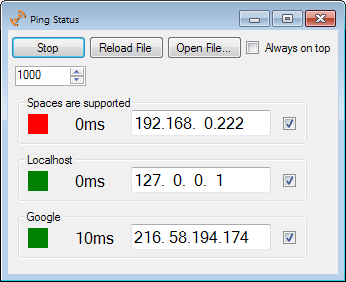 Ping Status
Stop Reload File Open File... Always on top
1000
Spaces are supported
0ms 192.168.  0.222
Localhost
0ms 127.  0.  0.  1
Google
10ms 216. 58.194.174